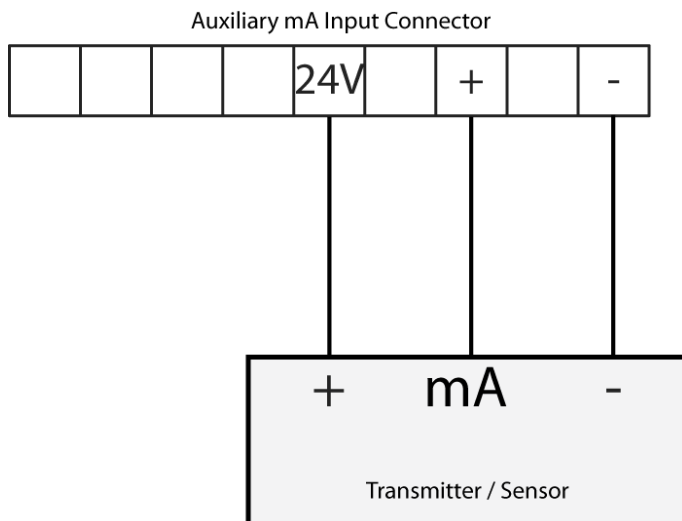 Auxiliary mA Input Connector
24V + -
+ mA -
Transmitter / Sensor